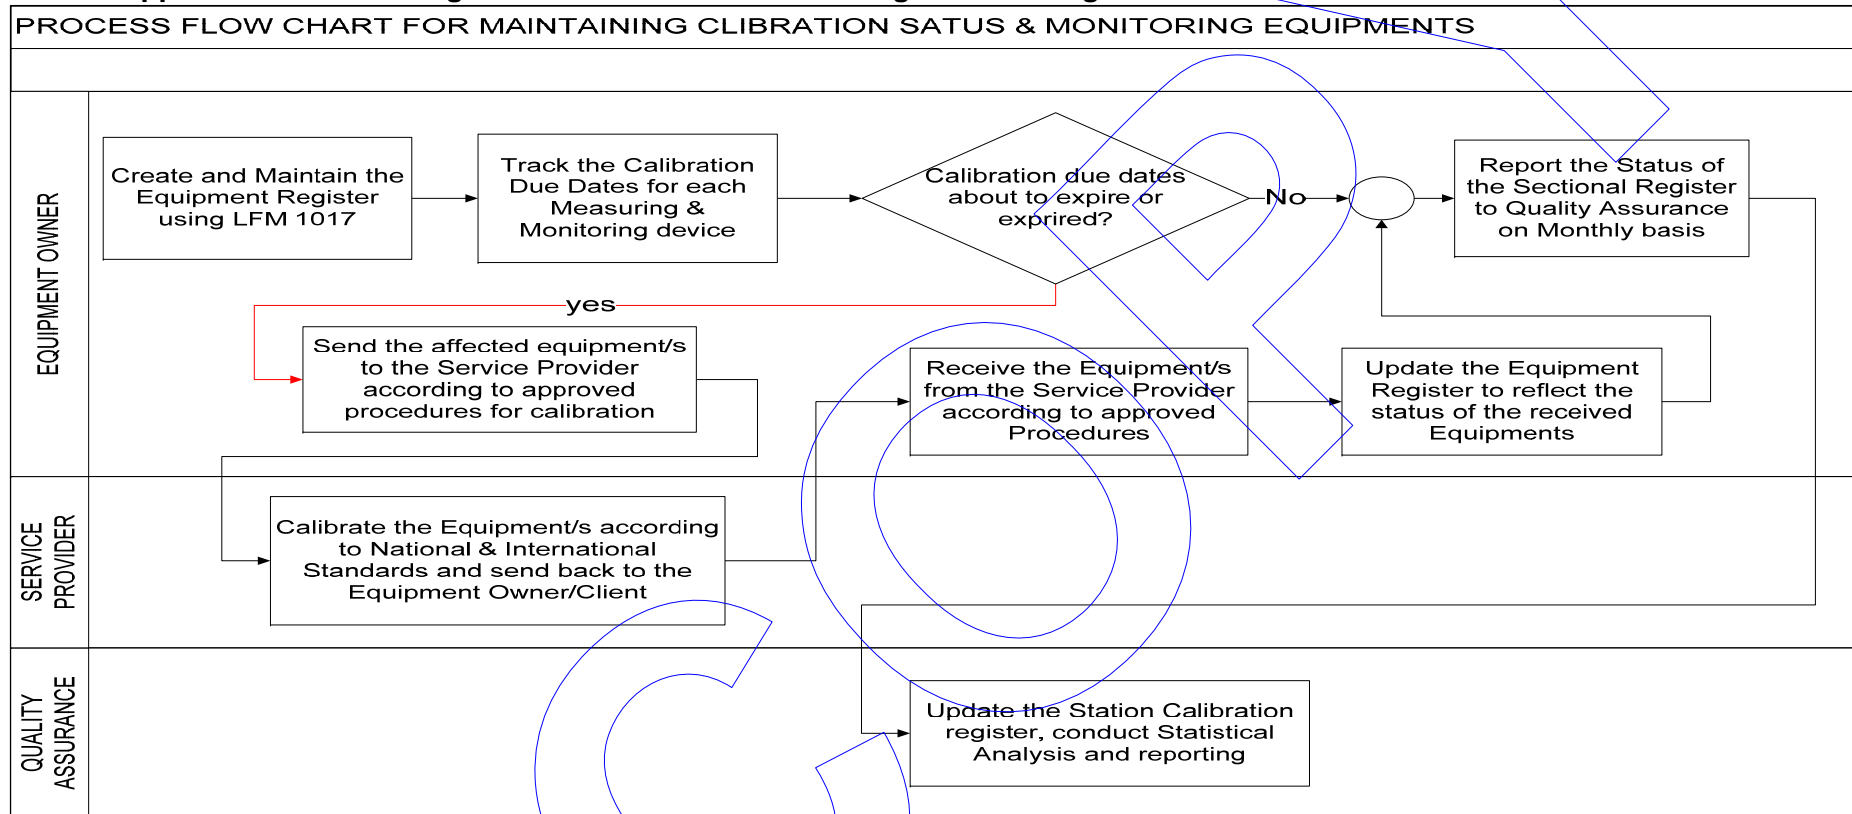 PROCESS FLOW CHART FOR MAINTAINING CLIBRATION SATUS & MONITORING EQUIPMENTS
EQUIPMENT OWNER
Create and Maintain the
Equipment Register
using LFM 1017
Track the Calibration
Due Dates for each
Measuring &
Monitoring device
Calibration due dates
about to expire or
exprired?
No
Report the Status of
the Sectional Register
to Quality Assurance
on Monthly basis
yes
Send the affected equipment/s
to the Service Provider
according to approved
procedures for calibration
Receive the Equipment/s
from the Service Provider
according to approved
Procedures
Update the Equipment
Register to reflect the
status of the received
Equipments
SERVICE
PROVIDER
Calibrate the Equipment/s according
to National & International
Standards and send back to the
Equipment Owner/Client
QUALITY
ASSURANCE
Update the Station Calibration
register, conduct Statistical
Analysis and reporting